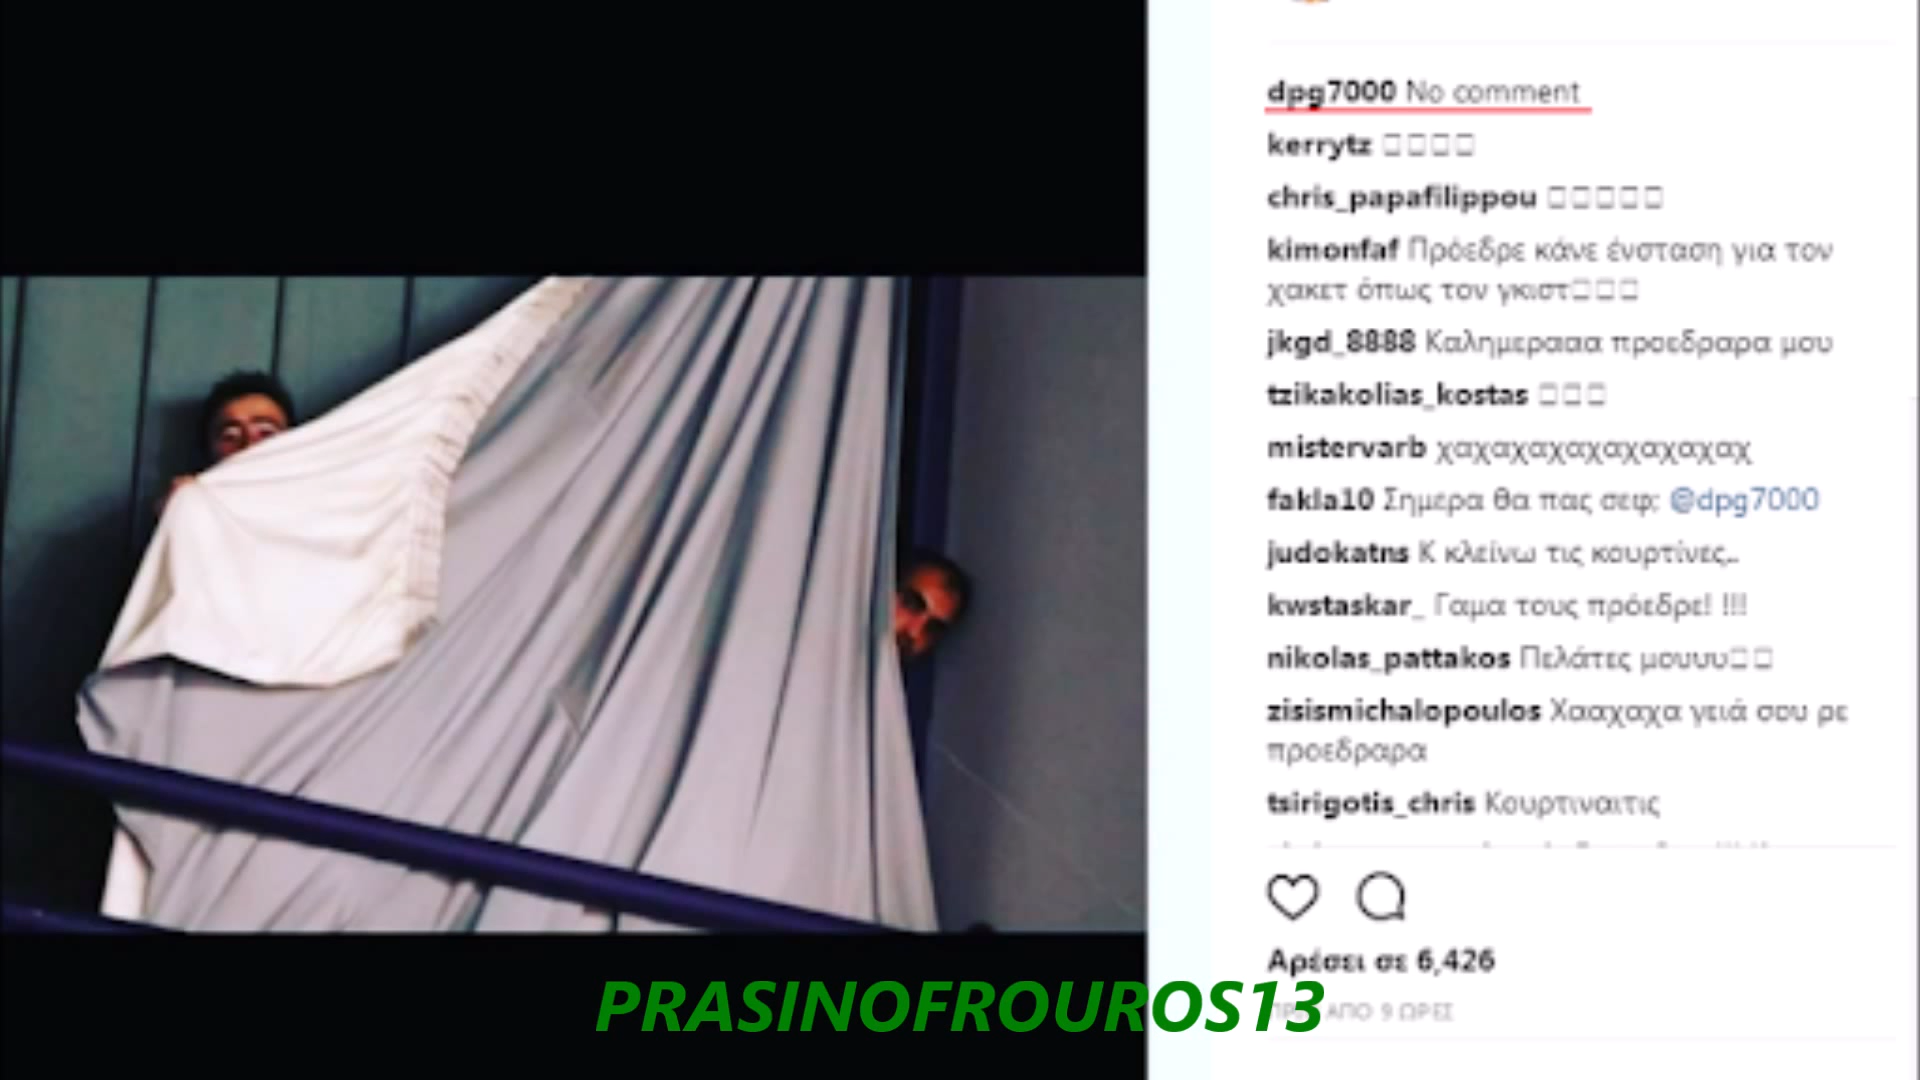 dpg7000 No comment
kerrytz
chris_papafilippou
kimonfaf Πρόεδρε κάνε ένσταση για τον
χακετ όπως τον γκιστ
jkgd_8888 Καλημερααα προεδραρα μου
tzikakolias_kostas
mistervarb χαχαχαχαχαχαχαχαχ
fakla10 Σημερα θα πας σεφ; @dpg7000
judokatns Κ κλείνω τις κουρτίνες..
kwstaskar_ Γαμα τους πρόεδρε! !!!
nikolas_pattakos Πελάτες μουυυ
zisismichalopoulos Χααχαχα γειά σου ρε
προεδραρα
tsirigotis_chris Κουρτιναιτις
Αρέσει σε 6,426
ΑΠΟ 9 ΩΡΕΣ
PRASINOFROUROS13